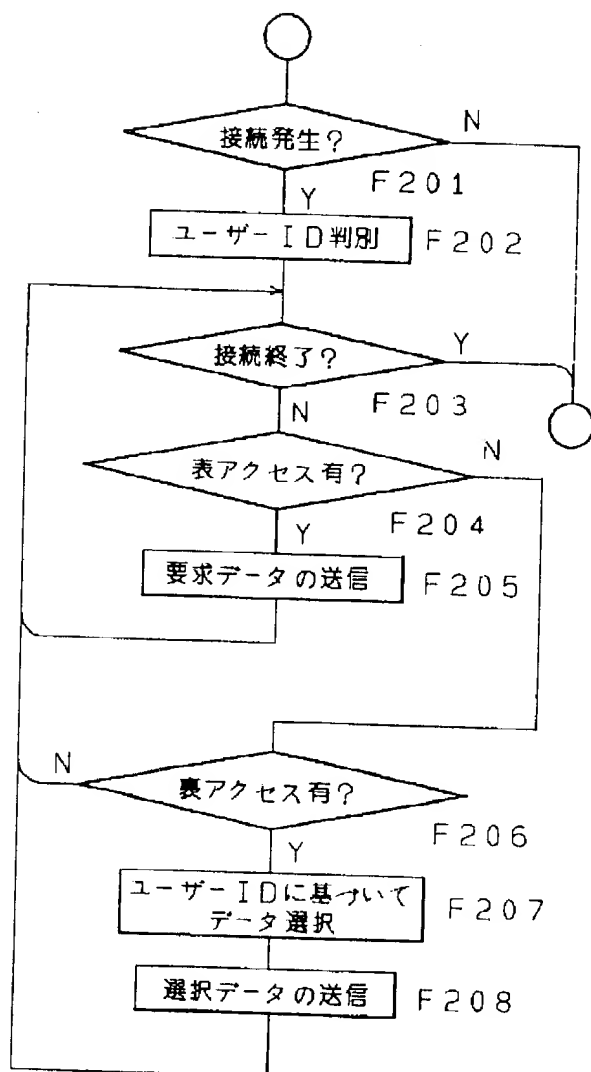 接続発生?
N
F201
Y
ユーザーID判別
F202
接続終了?
Y
F203
N
表アクセス有?
N
F204
Y
要求データの送信
F205
N
裏アクセス有?
F206
Y
ユーザーIDに基づいて
データ選択
F207
選択データの送信
F208